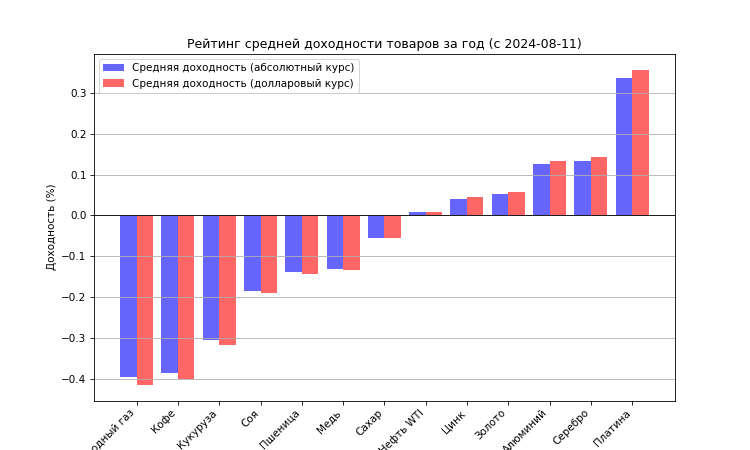 Рейтинг средней доходности товаров за год (с 2024-08-11)
Средняя доходность (абсолютный курс)
Средняя доходность (долларовый курс)
Доходность (%)
0.3
0.2
0.1
0.0
−0.1
−0.2
−0.3
−0.4
одный газ
Кофе
Кукуруза
Соя
Пшеница
Медь
Сахар
Нефть WTI
Цинк
Золото
Алюминий
Серебро
Платина